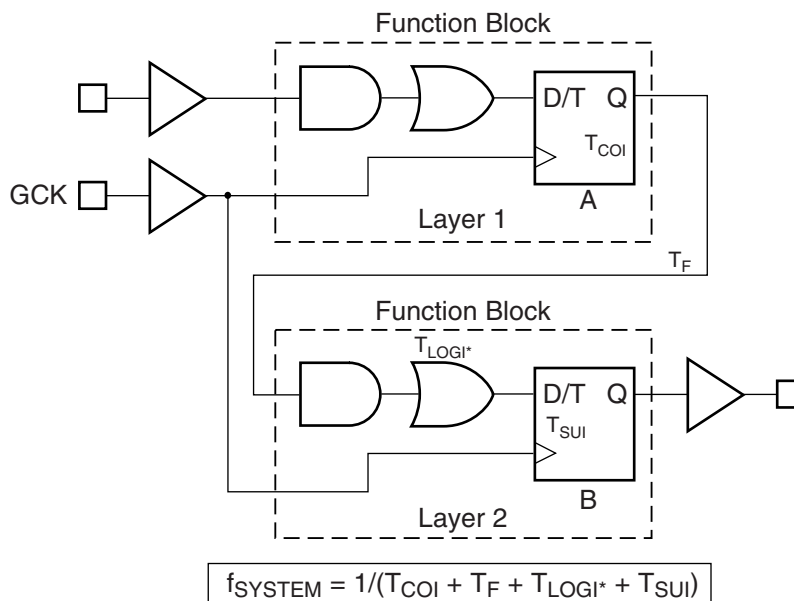 Function Block
D/T Q
T_COI
GCK
A
Layer 1
T_F
Function Block
T_LOGI*
D/T Q
T_SUI
B
Layer 2
f_SYSTEM = 1/(T_COI + T_F + T_LOGI* + T_SUI)